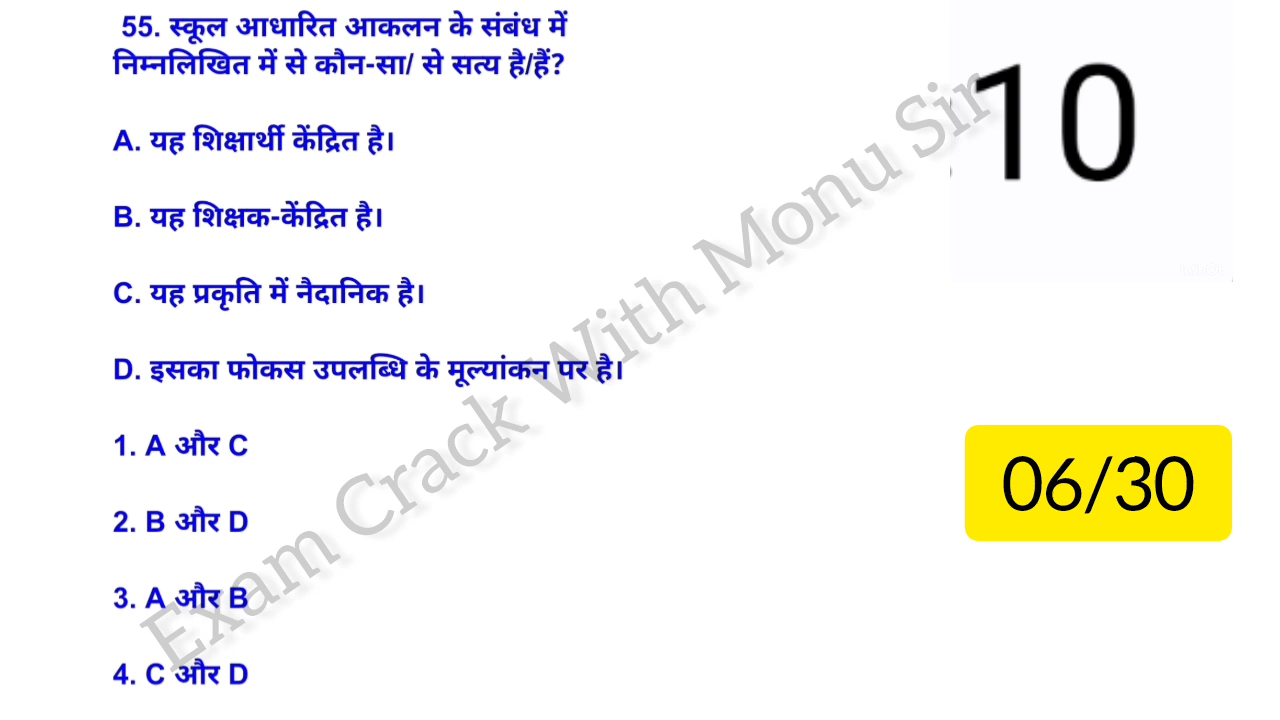 55. स्कूल आधारित आकलन के संबंध में
निम्नलिखित में से कौन-सा/ से सत्य है/हैं?
A. यह शिक्षार्थी केंद्रित है।
B. यह शिक्षक-केंद्रित है।
C. यह प्रकृति में नैदानिक है।
D. इसका फोकस उपलब्धि के मूल्यांकन पर है।
1. A और C
2. B और D
3. A और B
4. C और D
10
06/30
Exam Crack With Monu Sir